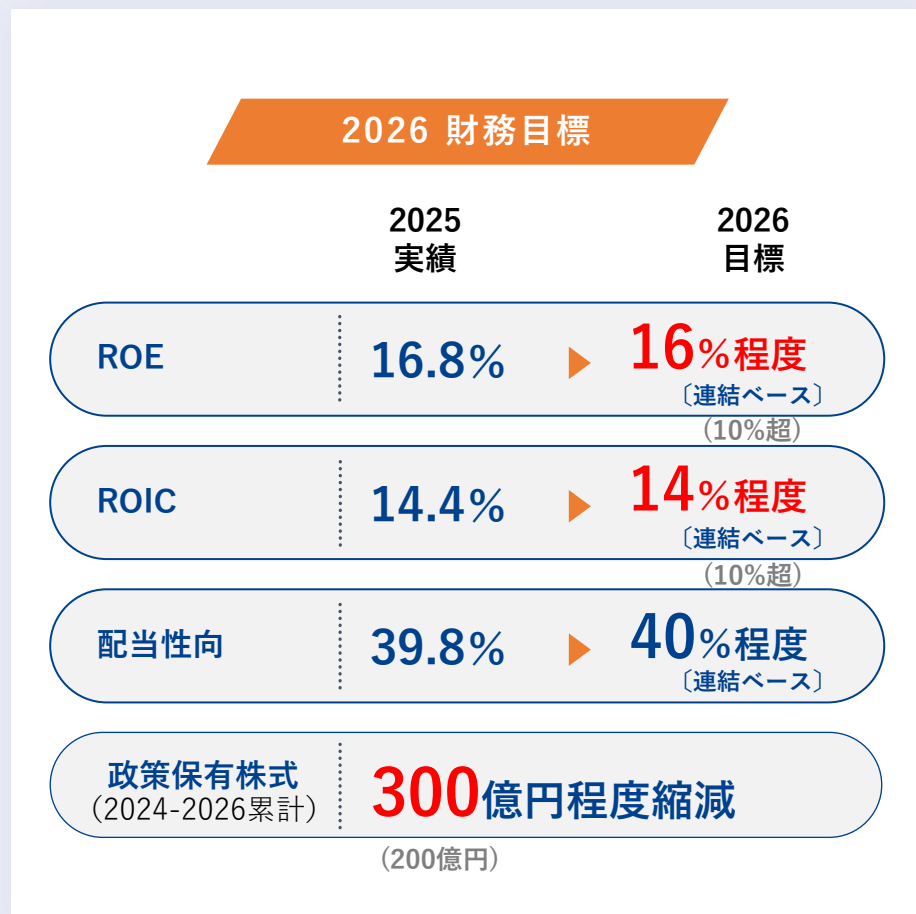 2026 財務目標
2025
実績
2026
目標
ROE
16.8%
16%程度
〔連結ベース〕
(10%超)
ROIC
14.4%
14%程度
〔連結ベース〕
(10%超)
配当性向
39.8%
40%程度
〔連結ベース〕
政策保有株式
(2024-2026累計)
300億円程度縮減
(200億円)